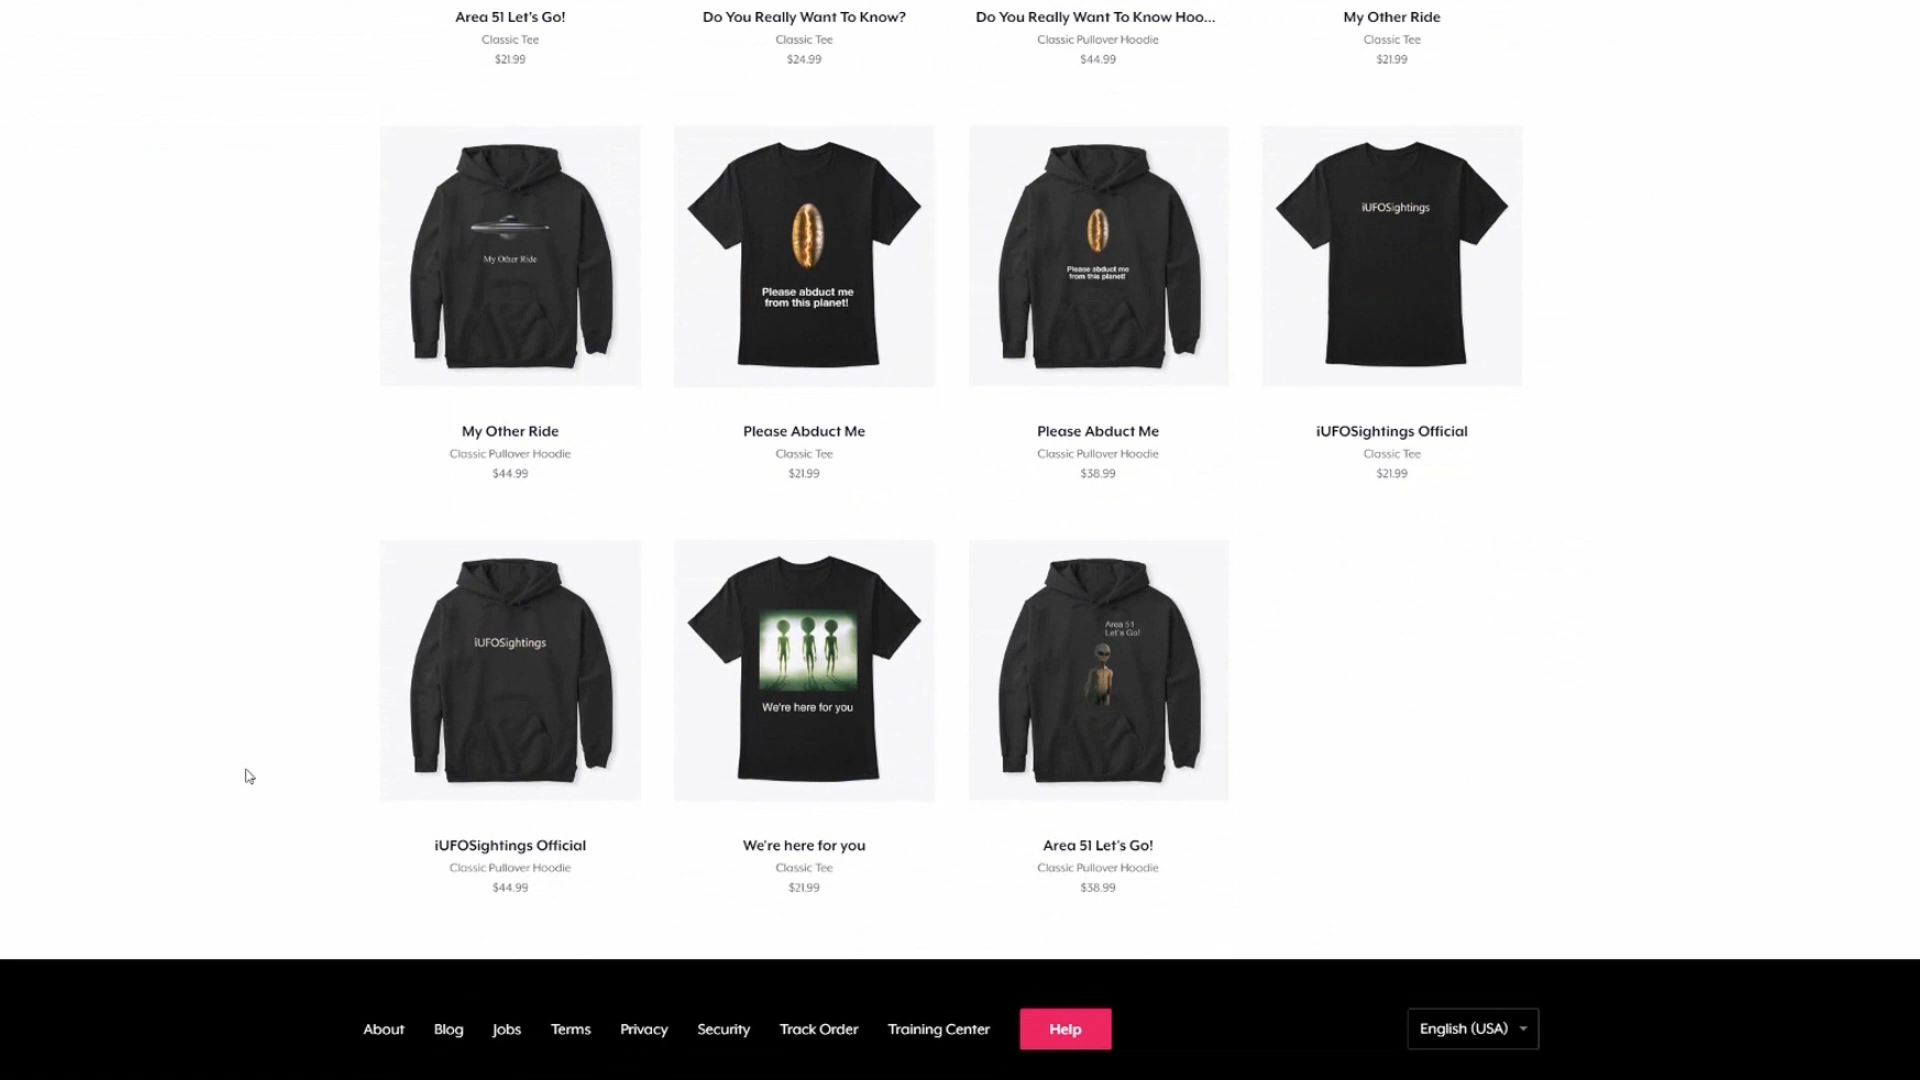 Area 51 Let's Go!
Classic Tee
$21.99
Do You Really Want To Know?
Classic Tee
$24.99
Do You Really Want To Know Hoo...
Classic Pullover Hoodie
$44.99
My Other Ride
Classic Tee
$21.99
My Other Ride
Please abduct me
from this planet!
Please abduct me
from this planet!
iUFOSightings
My Other Ride
Classic Pullover Hoodie
$44.99
Please Abduct Me
Classic Tee
$21.99
Please Abduct Me
Classic Pullover Hoodie
$38.99
iUFOSightings Official
Classic Tee
$21.99
iUFOSightings
We're here for you
Area 51
Let's Go!
iUFOSightings Official
Classic Pullover Hoodie
$44.99
We're here for you
Classic Tee
$21.99
Area 51 Let's Go!
Classic Pullover Hoodie
$38.99
About Blog Jobs Terms Privacy Security Track Order Training Center Help English (USA)